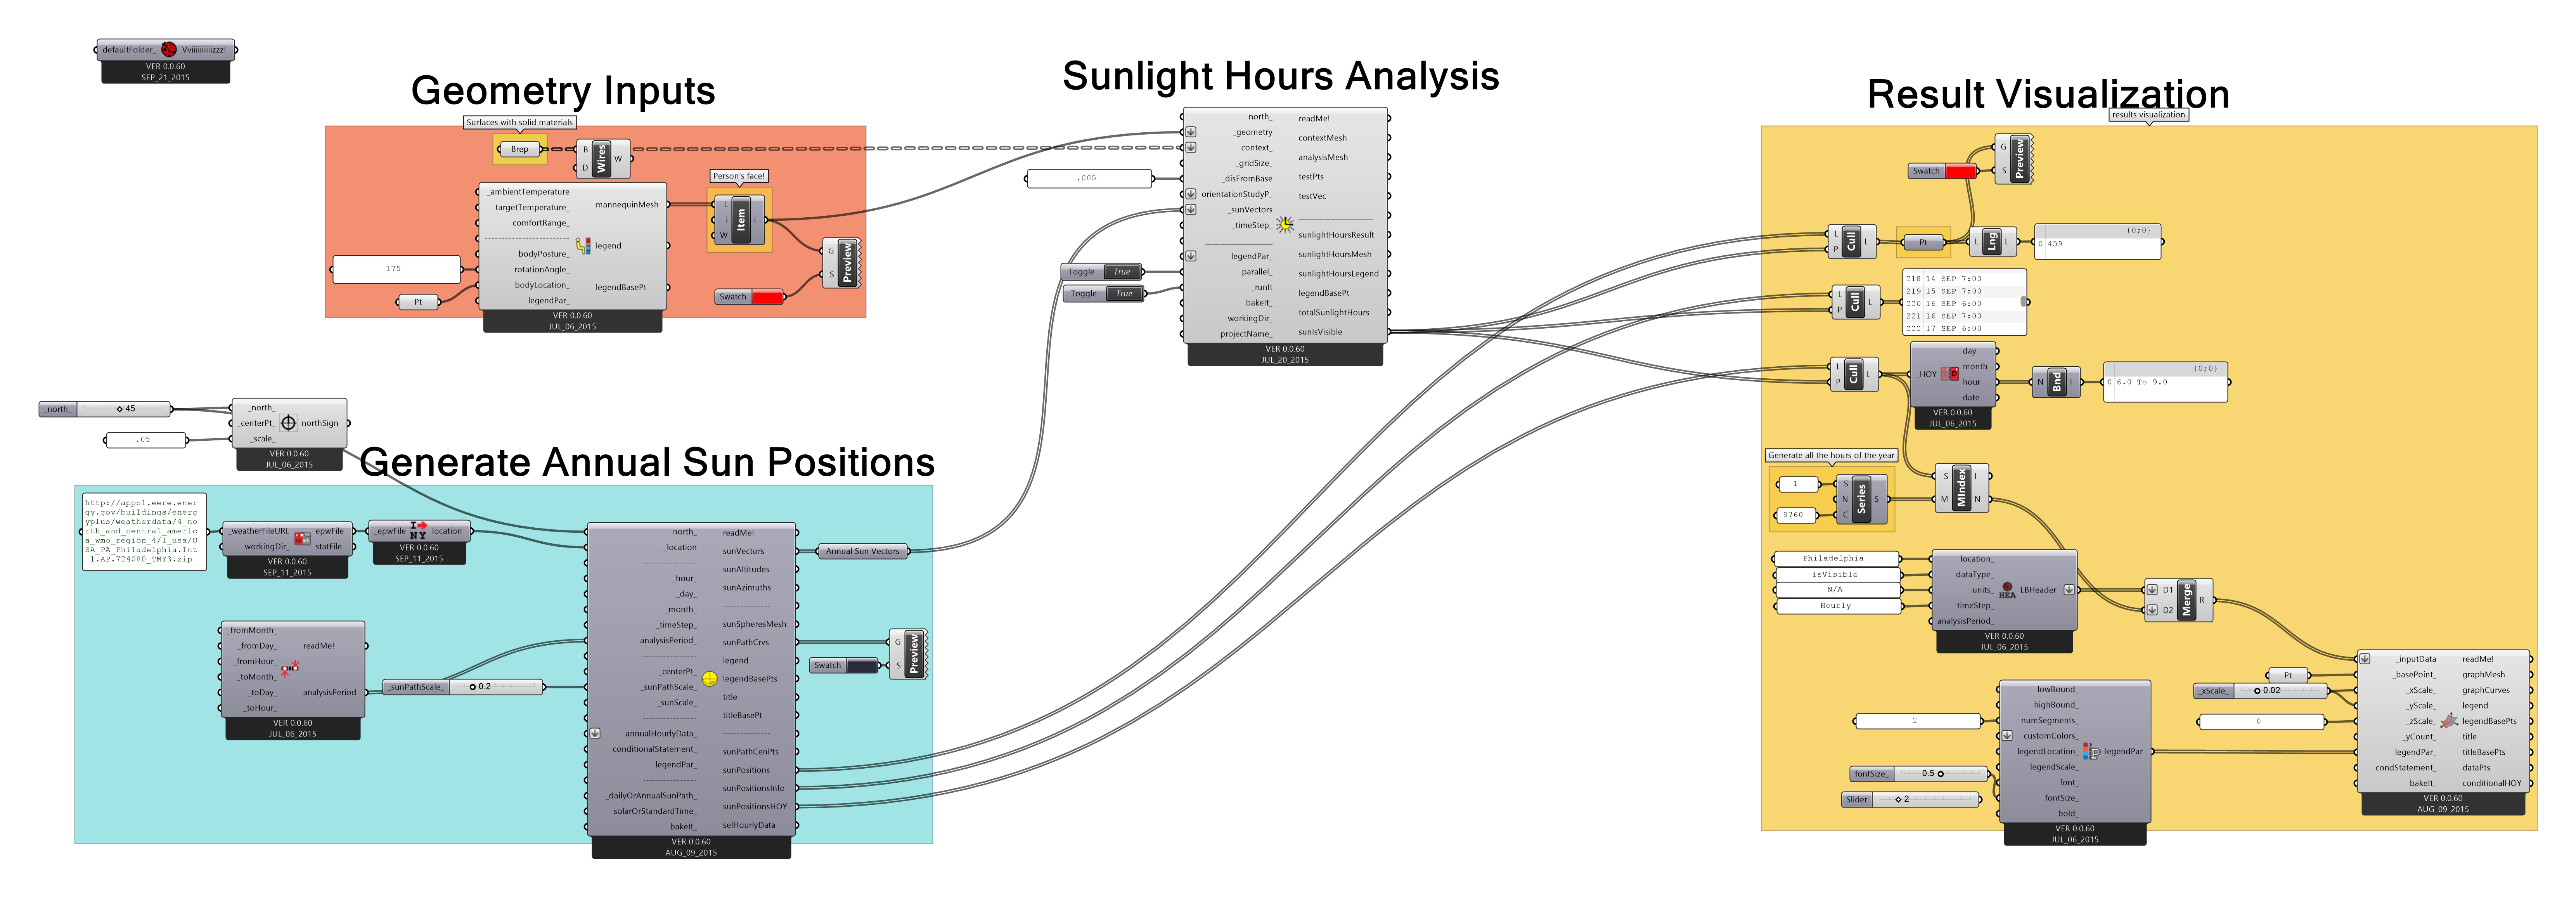 defaultFolder_ Vviiiiiiiiiizzz!
VER 0.0.60
SEP_21_2015
Geometry Inputs
Surfaces with solid materials
Brep
B
D
Wires
W
_ambientTemperature
targetTemperature_
comfortRange_
--------------------
bodyPosture_
rotationAngle_
bodyLocation_
legendPar_
mannequinMesh
legend
legendBasePt
VER 0.0.60
JUL_06_2015
175
Pt
Person's face!
L
i
W
Item
i
Swatch
G
S
Preview
Sunlight Hours Analysis
north_
_geometry
context_
_gridSize_
_disFromBase
orientationStudyP_
_sunVectors
_timeStep_
legendPar_
parallel_
_runIt
bakeIt_
workingDir_
projectName_
readMe!
contextMesh
analysisMesh
testPts
testVec
sunlightHoursResult
sunlightHoursMesh
sunlightHoursLegend
legendBasePt
totalSunlightHours
sunIsVisible
VER 0.0.60
JUL_20_2015
.005
Toggle True
Toggle True
_north_ 45
.05
_north_
_centerPt_
_scale_
northSign
VER 0.0.60
JUL_06_2015
Generate Annual Sun Positions
http://apps1.eere.ener
gy.gov/buildings/energ
yplus/weatherdata/4_no
rth_and_central_americ
a_wmo_region_4/1_usa/U
SA_PA_Philadelphia.Int
l.AP.724080_TMY3.zip
_weatherFileURL
workingDir_
epwFile
statFile
VER 0.0.60
SEP_11_2015
_epwFile
I
NY
location
VER 0.0.60
SEP_11_2015
_fromMonth_
_fromDay_
_fromHour_
_toMonth_
_toDay_
_toHour_
readMe!
analysisPeriod
VER 0.0.60
JUL_06_2015
_sunPathScale_ 0.2
north_
_location
--------------
_hour_
_day_
_month_
_timeStep_
analysisPeriod_
--------------
_centerPt_
_sunPathScale_
_sunScale_
--------------
annualHourlyData_
conditionalStatement_
legendPar_
--------------
_dailyOrAnnualSunPath_
solarOrStandardTime_
bakeIt_
readMe!
sunVectors
sunAltitudes
sunAzimuths
--------------
sunSpheresMesh
sunPathCrvs
legend
legendBasePts
title
titleBasePt
--------------
sunPathCenPts
sunPositions
sunPositionsInfo
sunPositionsHOY
selHourlyData
VER 0.0.60
AUG_09_2015
Annual Sun Vectors
Swatch
G
S
Preview
Result Visualization
results visualization
Swatch
G
S
Preview
L
P
Cull
L
Pt
L
Lng
L
{0;0}
0 459
L
P
Cull
L
218 14 SEP 7:00
219 15 SEP 7:00
220 16 SEP 6:00
221 16 SEP 7:00
222 17 SEP 6:00
L
P
Cull
L
_HOY
D
day
month
hour
date
VER 0.0.60
JUL_06_2015
N
Bnd
I
{0;0}
0 6.0 To 9.0
Generate all the hours of the year
1
8760
S
N
C
Series
S
S
M
MIndex
I
N
Philadelphia
isVisible
N/A
Hourly
location_
dataType_
units_
timeStep_
analysisPeriod_
HEA
LBHeader
VER 0.0.60
JUL_06_2015
D1
D2
Merge
R
2
fontSize_ 0.5
Slider 2
lowBound_
highBound_
numSegments_
customColors_
legendLocation_
legendScale_
font_
fontSize_
bold_
legendPar
VER 0.0.60
JUL_06_2015
Pt
_xScale_ 0.02
0
_inputData
_basePoint_
_xScale_
_yScale_
_zScale_
_yCount_
legendPar_
condStatement_
bakeIt_
readMe!
graphMesh
graphCurves
legend
legendBasePts
title
titleBasePts
dataPts
conditionalHOY
VER 0.0.60
AUG_09_2015